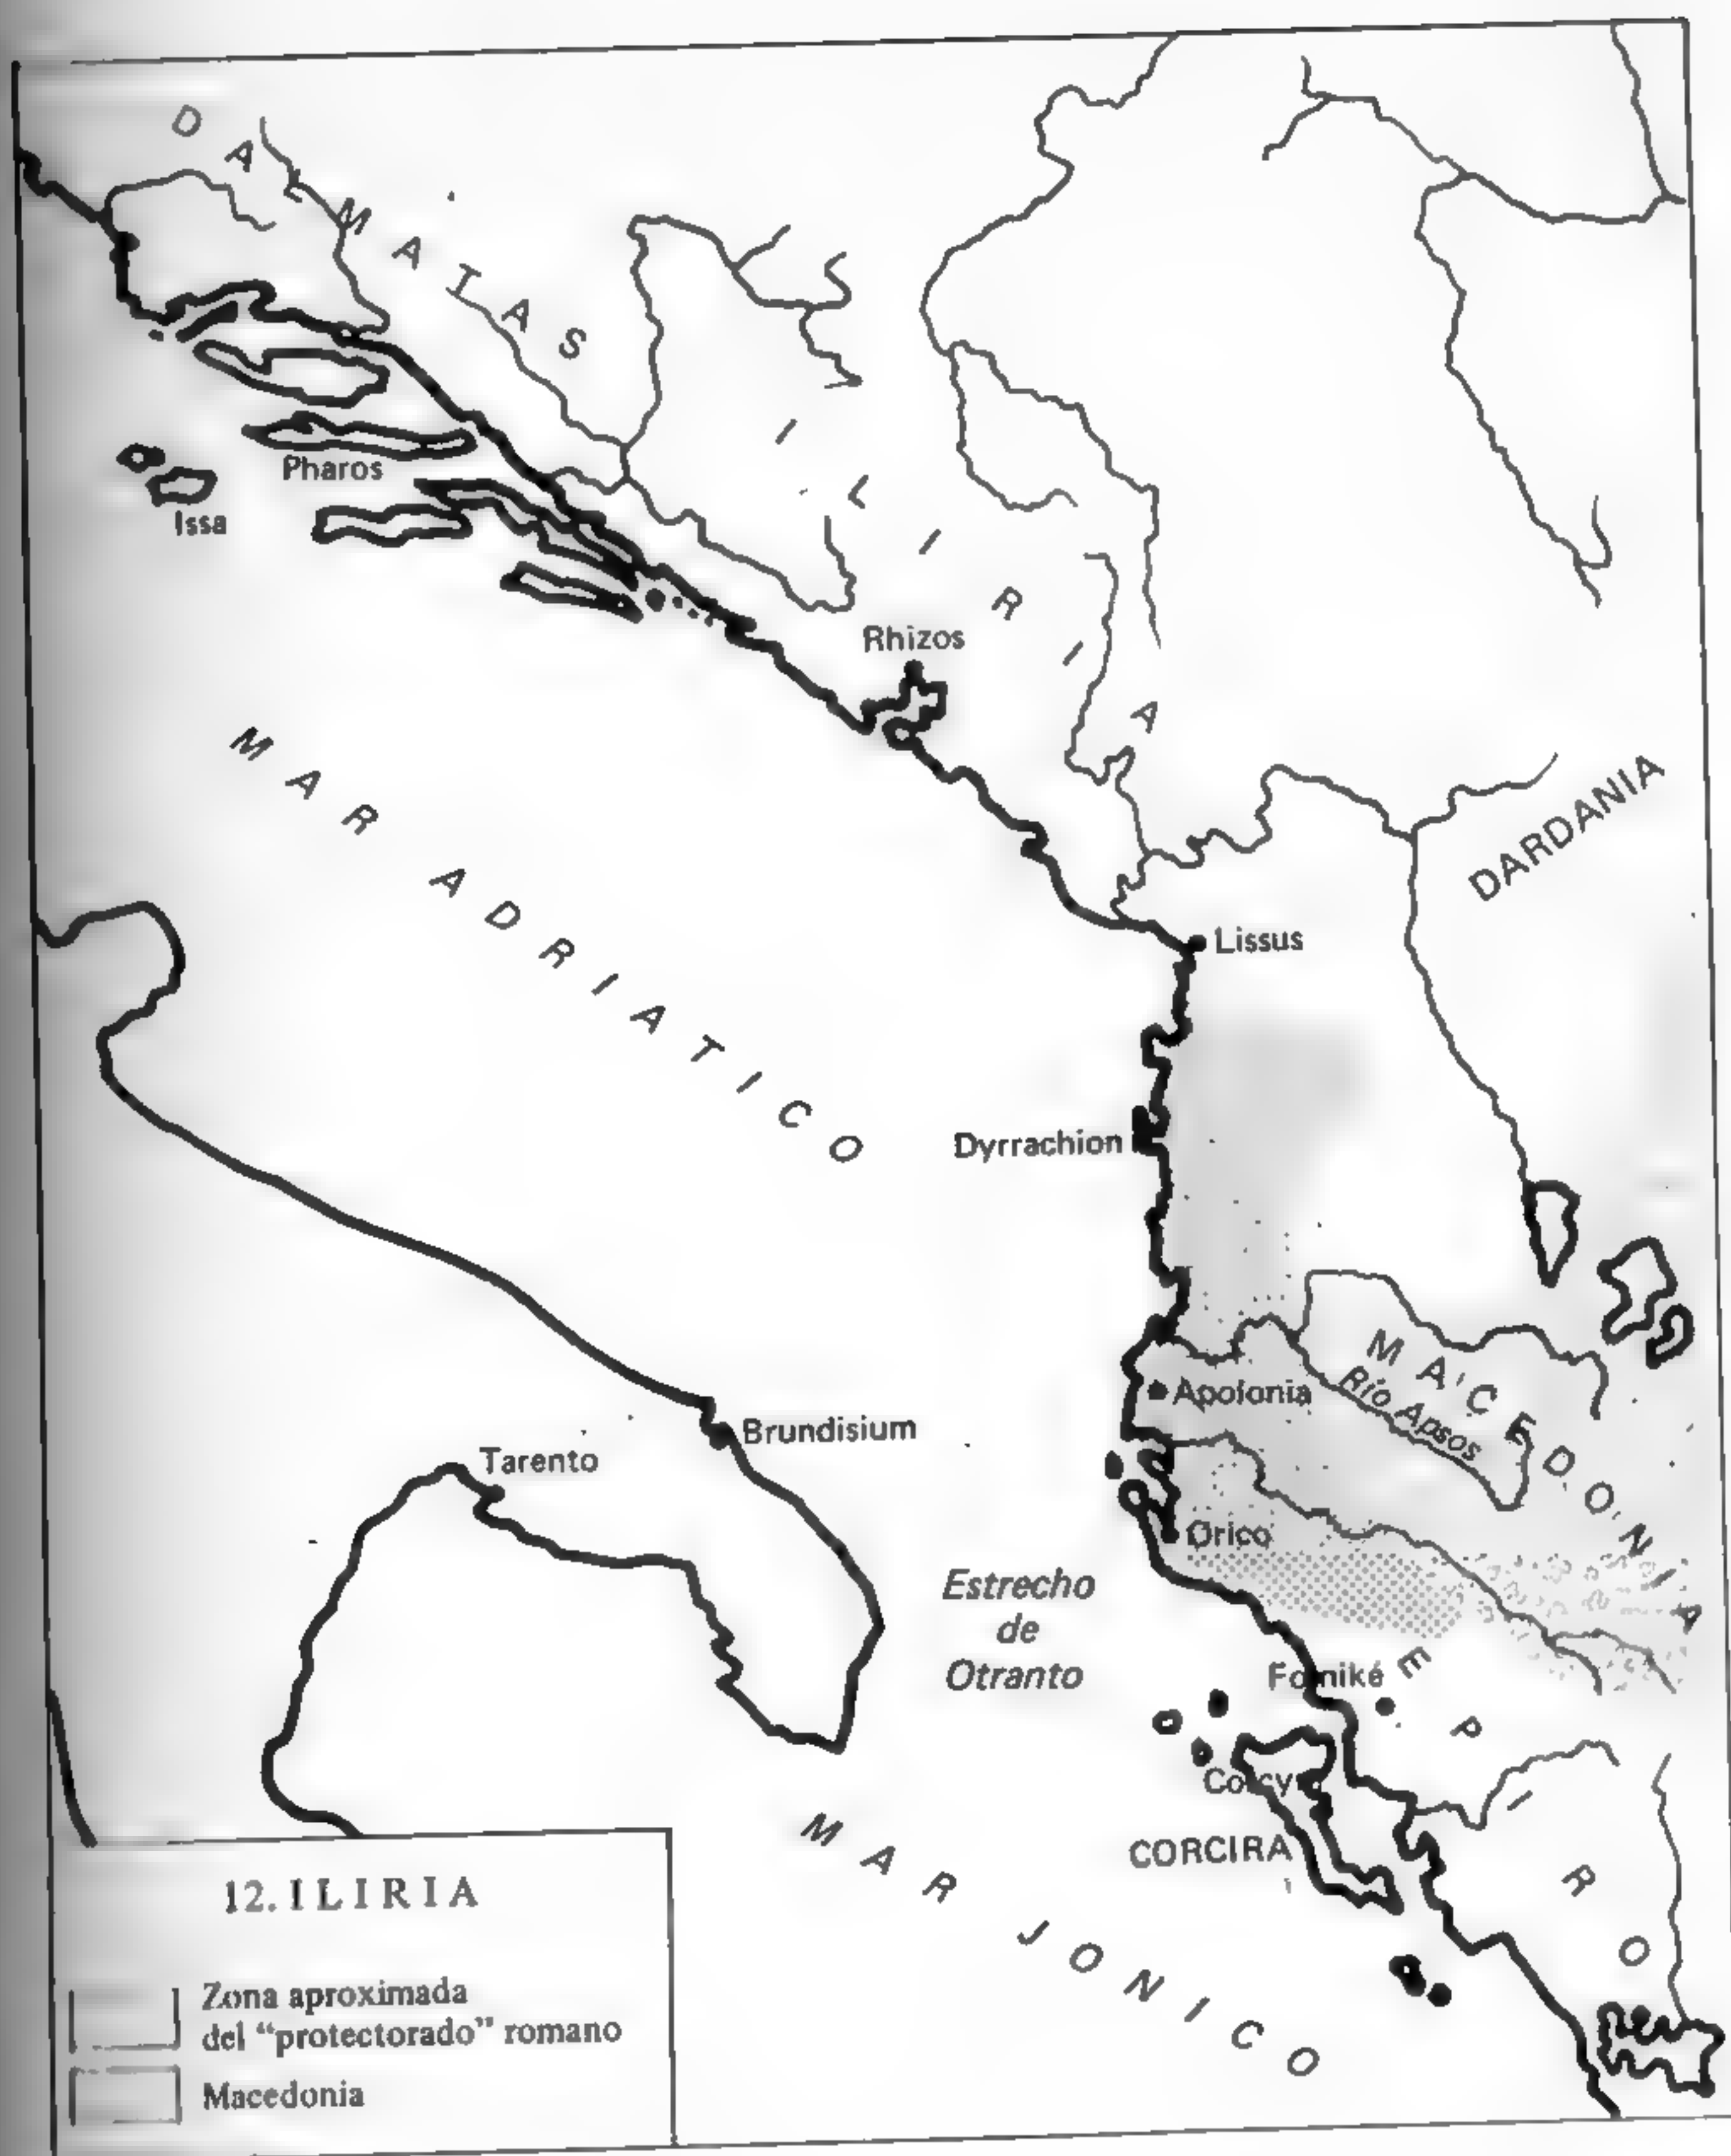 DALMATAS
ILIRIA
Pharos
Issa
Rhizos
DARDANIA
MAR ADRIATICO
Lissus
Dyrrachion
MACEDONIA
Río Apsos
Apolonia
Brundisium
Tarento
Orico
Estrecho
de
Otranto
EPIRO
CORCIRA
MAR JONICO
12. ILIRIA
Zona aproximada
del “protectorado” romano
Macedonia